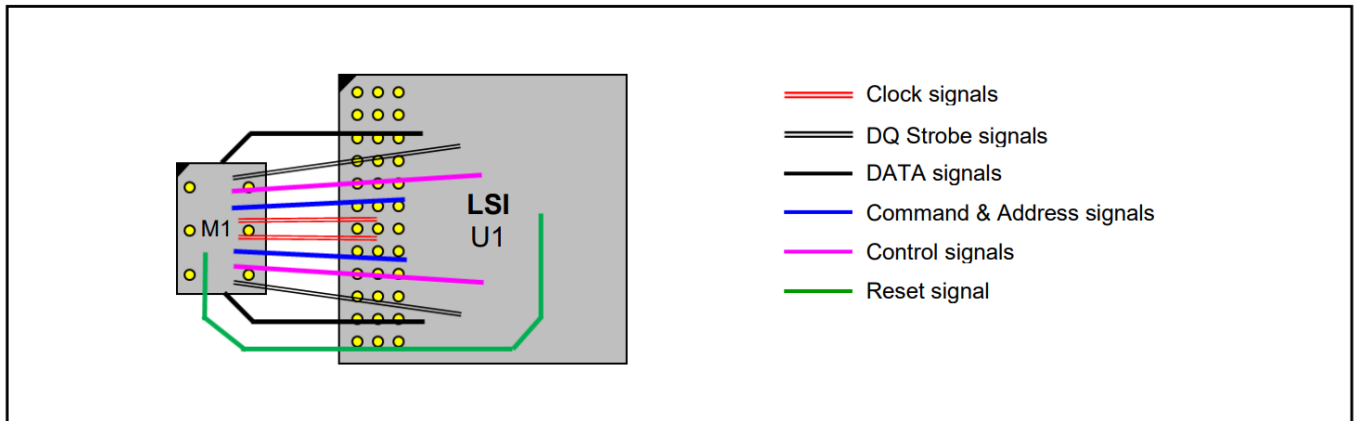 M1
LSI
U1
Clock signals
DQ Strobe signals
DATA signals
Command & Address signals
Control signals
Reset signal